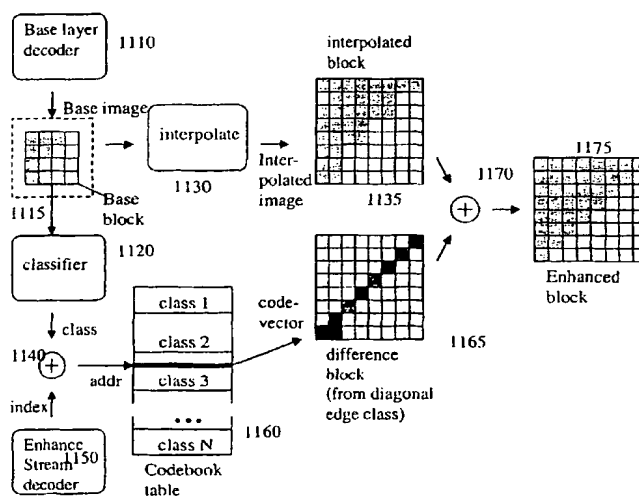 Base layer
decoder
1110
Base image
interpolate
1130
Inter-
polated
image
interpolated
block
1135
1170
1175
Enhanced
block
1115
Base
block
1120
classifier
class
1140
addr
index
Enhance
Stream
1150
decoder
class 1
class 2
class 3
...
class N
1160
Codebook
table
code-
vector
1165
difference
block
(from diagonal
edge class)